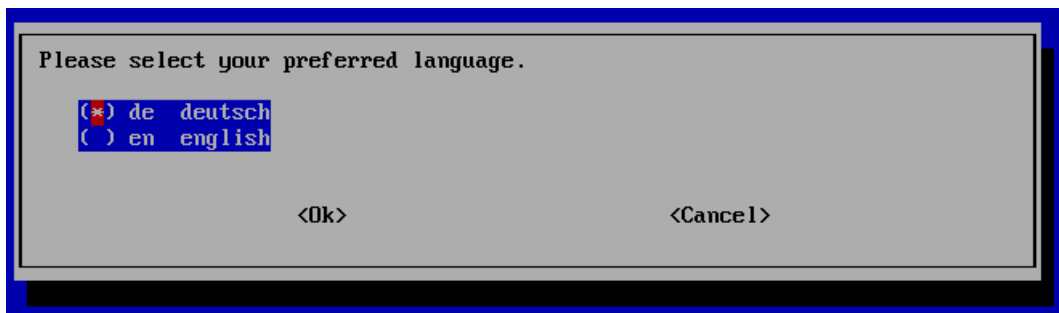 Please select your preferred language.
(*) de deutsch
( ) en english
<Ok> <Cancel>